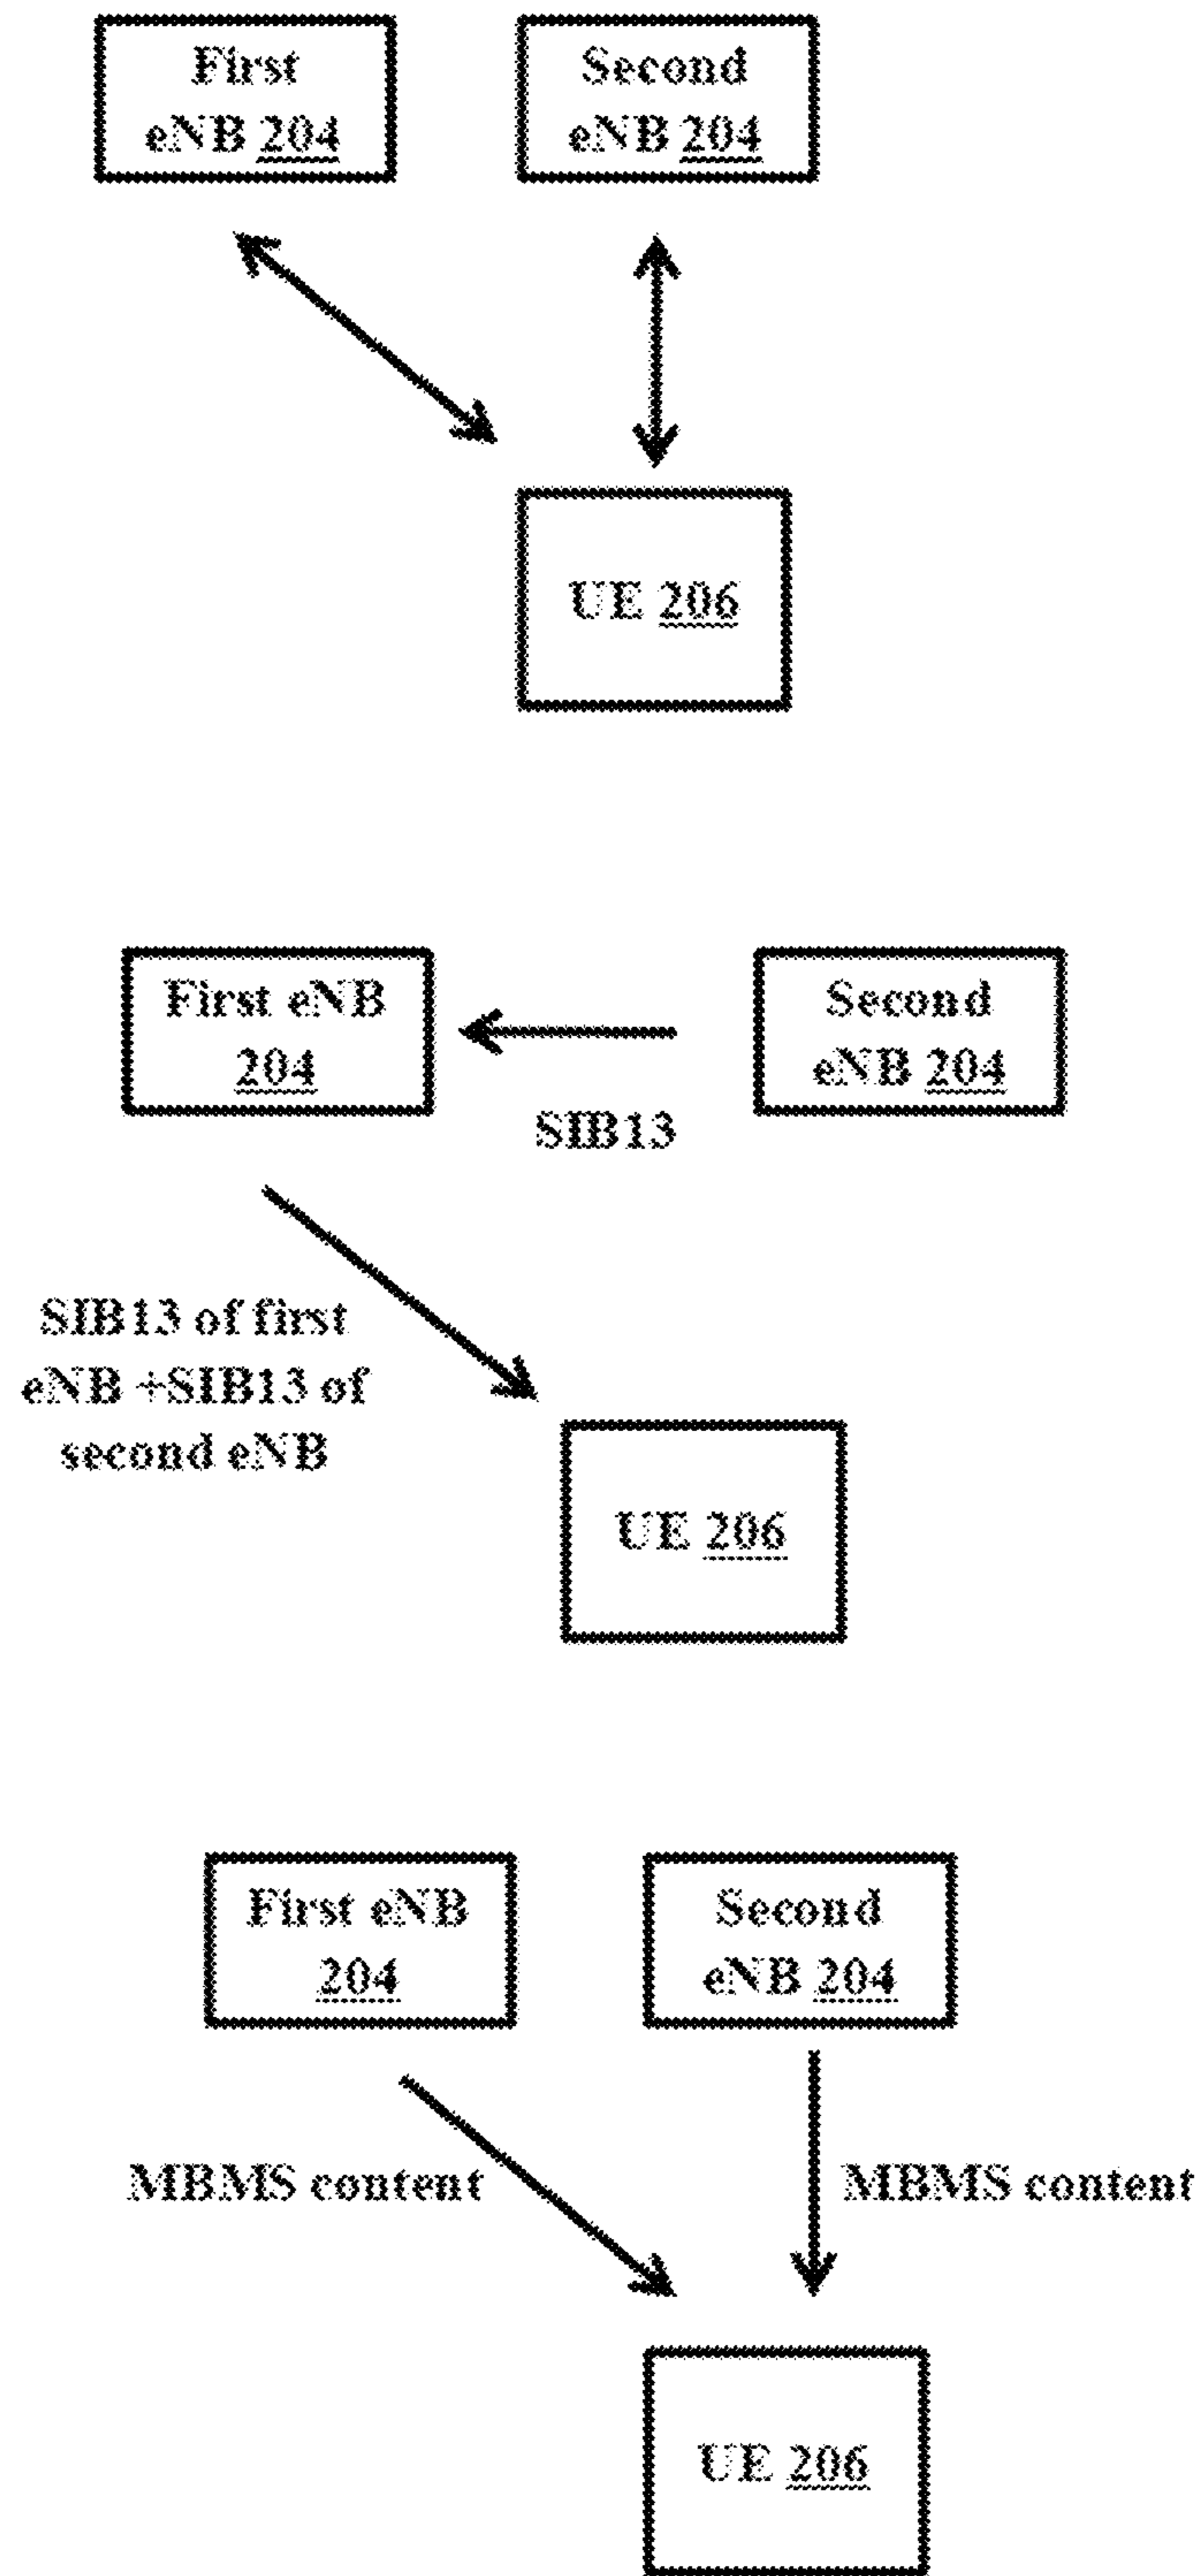 First
eNB 204
Second
eNB 204
UE 206
First eNB
204
Second
eNB 204
SIB13
SIB13 of first
eNB +SIB13 of
second eNB
UE 206
First eNB
204
Second
eNB 204
MBMS content
MBMS content
UE 206